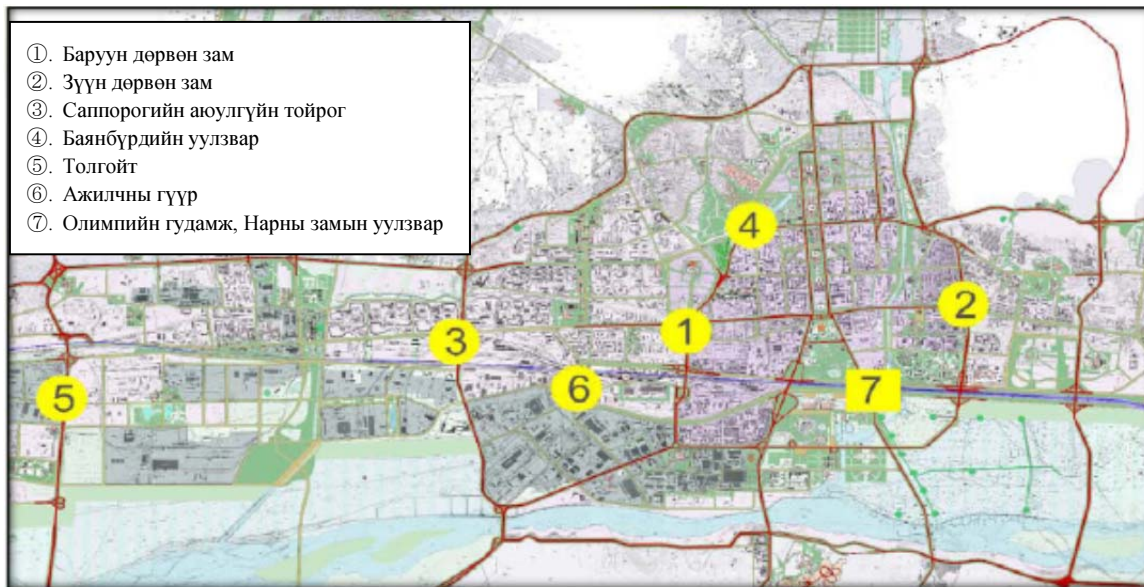 ①. Баруун дөрвөн зам
②. Зүүн дөрвөн зам
③. Саппорогийн аюулгүйн тойрог
④. Баянбүрдийн уулзвар
⑤. Толгойт
⑥. Ажилчны гүүр
⑦. Олимпийн гудамж, Нарны замын уулзвар
4
2
1
3
6
7
5